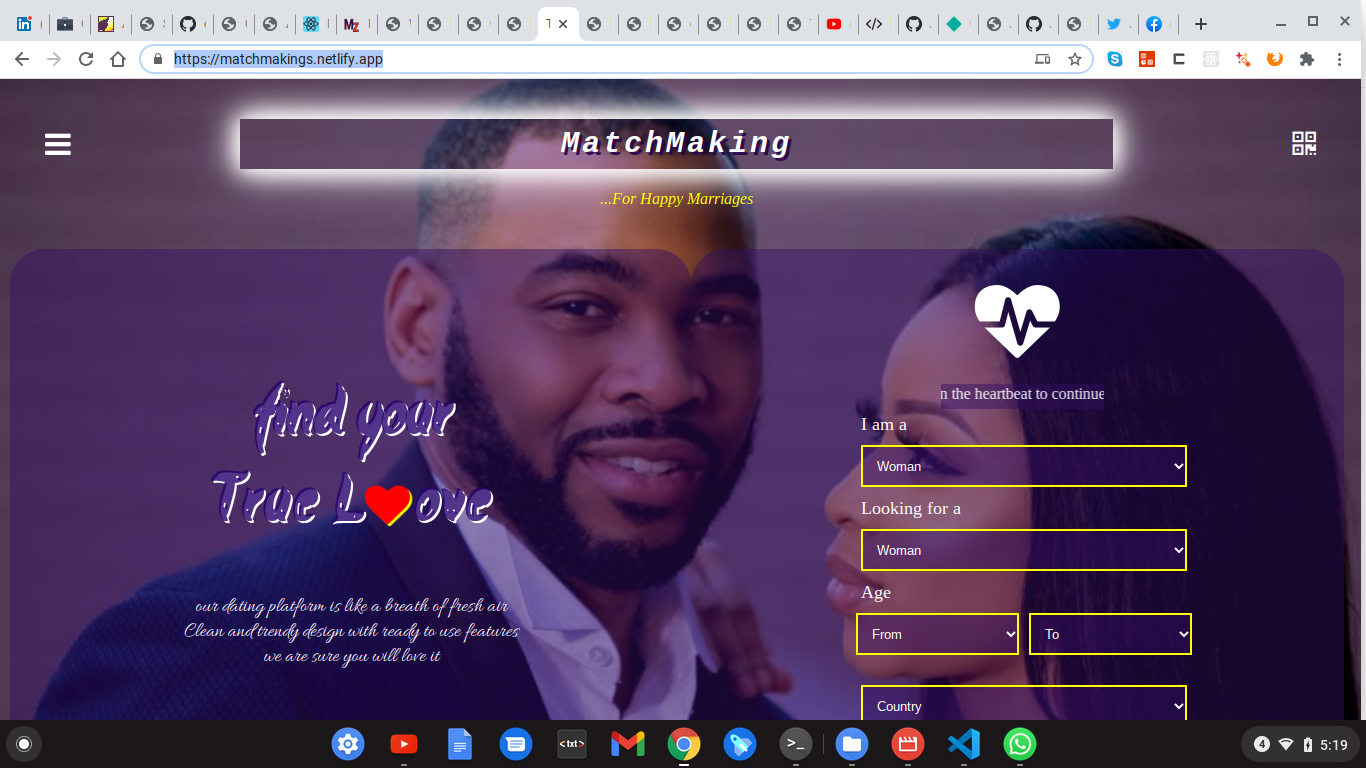 https://matchmakings.netlify.app
MatchMaking
...For Happy Marriages
find your
True L ove
our dating platform is like a breath of fresh air
Clean and trendy design with ready to use features
we are sure you will love it
n the heartbeat to continue
I am a
Woman
Looking for a
Woman
Age
From To
Country
<txt>
4 5:19